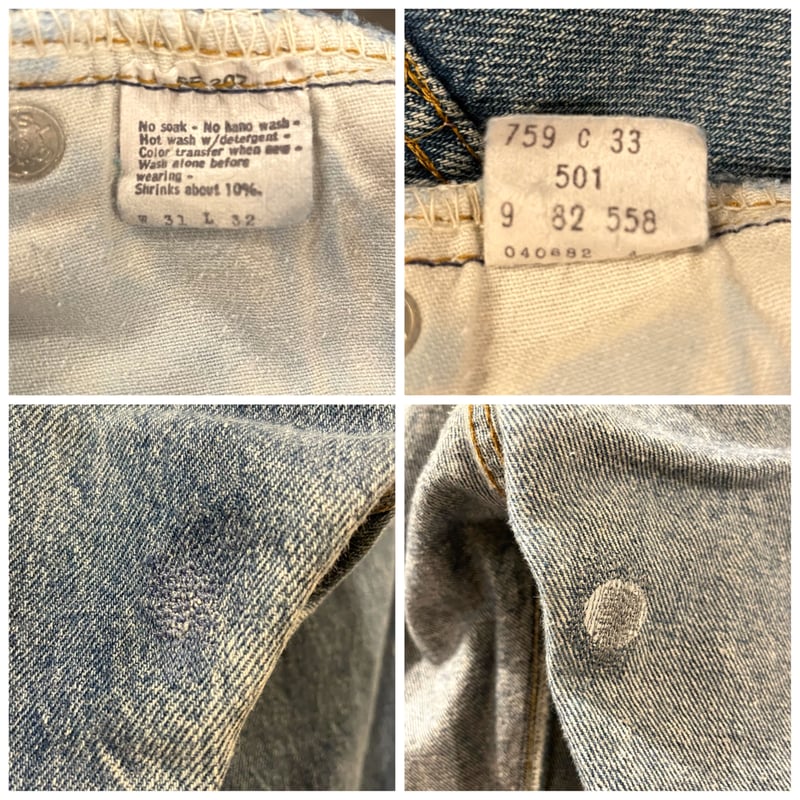 No soak - No hand wash -
Hot wash w/detergent -
Color transfer when new -
Wash alone before
wearing -
Shrinks about 10%.
W 31 L 32
759 C 33
501
9 82 558